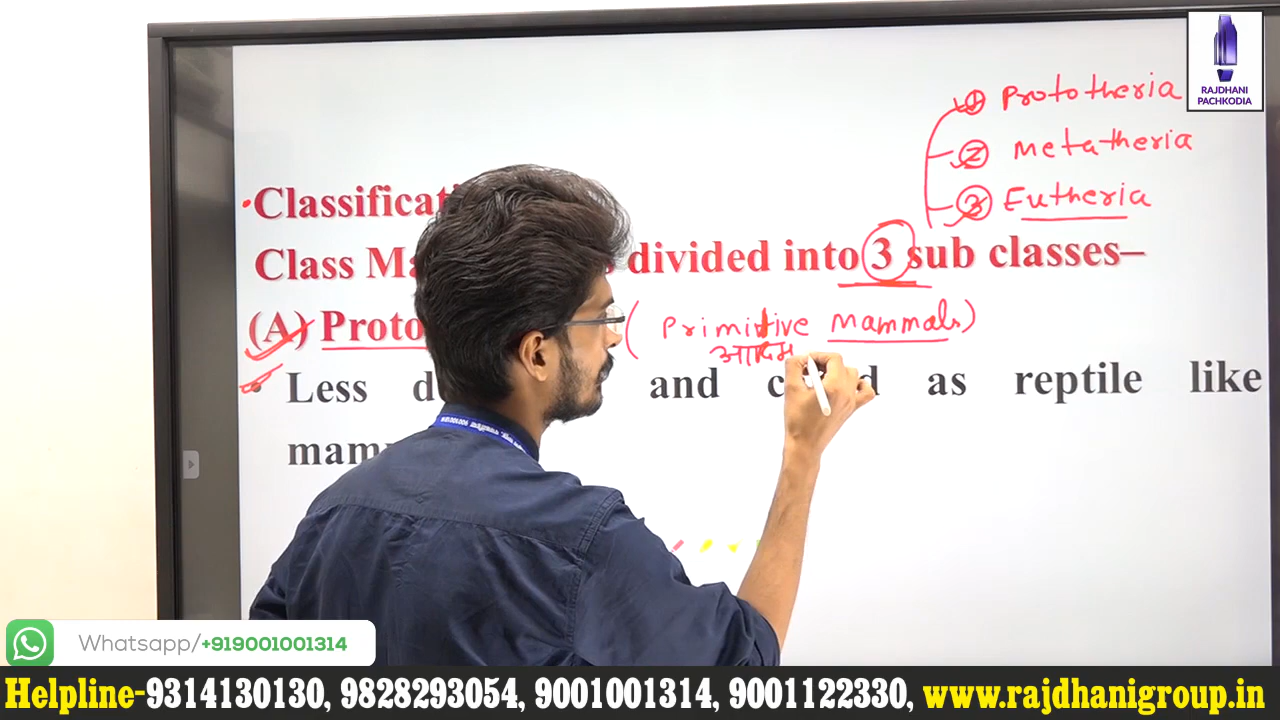 ① Prototheria
② Metatheria
③ Eutheria
RAJDHANI
PACHKODIA
Classificati
Class Ma s divided into 3 sub classes–
(A) Proto (Primitive Mammals)
आदिम
Less d and c d as reptile like
mam
Whatsapp/+919001001314
Helpline-9314130130, 9828293054, 9001001314, 9001122330, www.rajdhanigroup.in